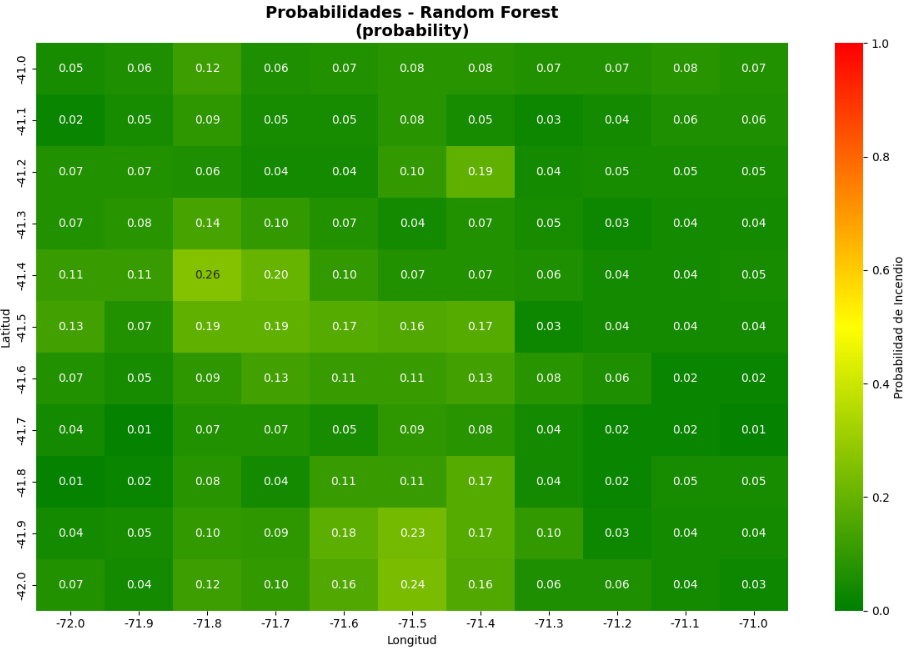 Probabilidades - Random Forest
(probability)
-41.0 0.05 0.06 0.12 0.06 0.07 0.08 0.08 0.07 0.07 0.08 0.07
-41.1 0.02 0.05 0.09 0.05 0.05 0.08 0.05 0.03 0.04 0.06 0.06
-41.2 0.07 0.07 0.06 0.04 0.04 0.10 0.19 0.04 0.05 0.05 0.05
-41.3 0.07 0.08 0.14 0.10 0.07 0.04 0.07 0.05 0.03 0.04 0.04
-41.4 0.11 0.11 0.26 0.20 0.10 0.07 0.07 0.06 0.04 0.04 0.05
-41.5 0.13 0.07 0.19 0.19 0.17 0.16 0.17 0.03 0.04 0.04 0.04
-41.6 0.07 0.05 0.09 0.13 0.11 0.11 0.13 0.08 0.06 0.02 0.02
-41.7 0.04 0.01 0.07 0.07 0.05 0.09 0.08 0.04 0.02 0.02 0.01
-41.8 0.01 0.02 0.08 0.04 0.11 0.11 0.17 0.04 0.02 0.05 0.05
-41.9 0.04 0.05 0.10 0.09 0.18 0.23 0.17 0.10 0.03 0.04 0.04
-42.0 0.07 0.04 0.12 0.10 0.16 0.24 0.16 0.06 0.06 0.04 0.03
-72.0 -71.9 -71.8 -71.7 -71.6 -71.5 -71.4 -71.3 -71.2 -71.1 -71.0
Longitud
Latitud
1.0
0.8
0.6
0.4
0.2
0.0
Probabilidad de Incendio